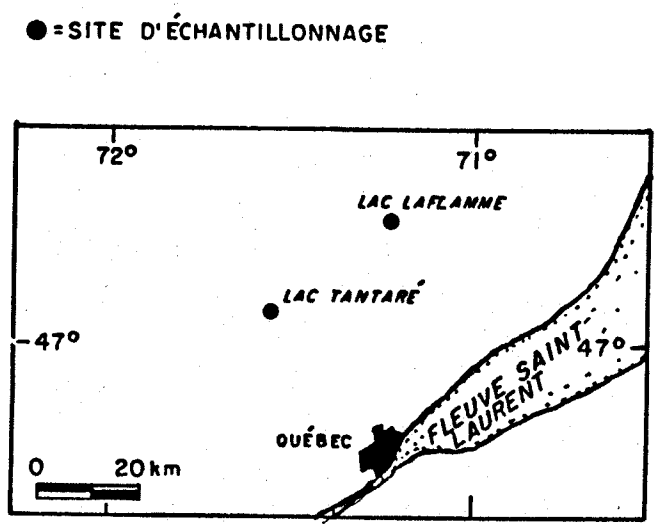 ● = SITE D'ÉCHANTILLONNAGE
72° 71°
LAC LAFLAMME
LAC TANTARÉ
47° 47°
FLEUVE SAINT-
LAURENT
QUÉBEC
0 20 km